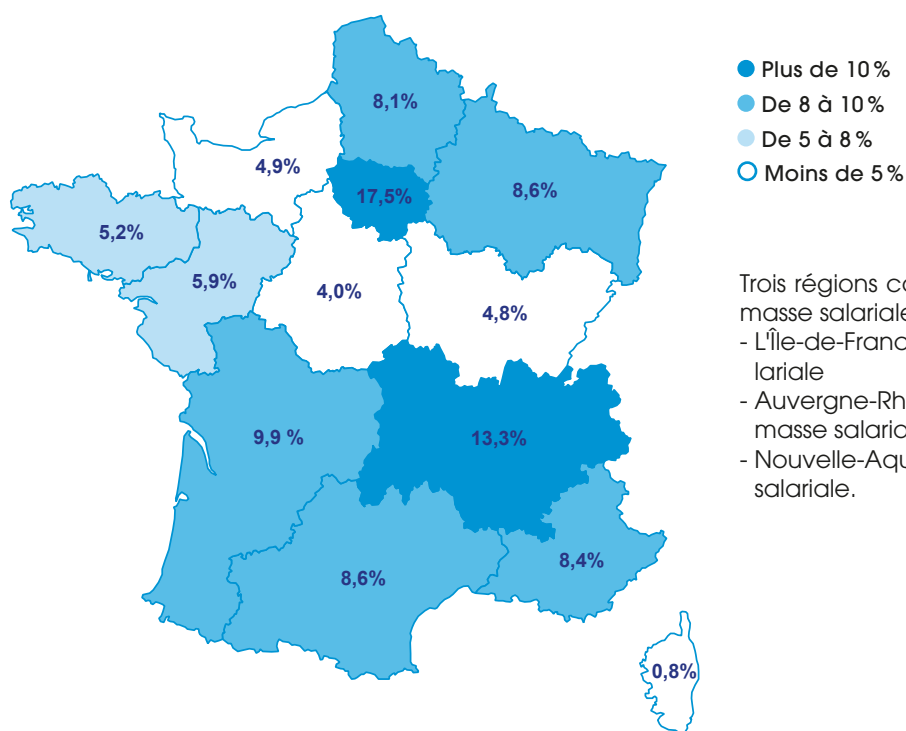 8,1%
4,9%
17,5%
8,6%
5,2%
5,9%
4,0%
4,8%
9,9 %
13,3%
8,6%
8,4%
0,8%
Plus de 10 %
De 8 à 10 %
De 5 à 8 %
Moins de 5 %
Trois régions
masse salariale
- L'Île-de-Franc
lariale
- Auvergne-Rh
masse salaria
- Nouvelle-Aqu
salariale.